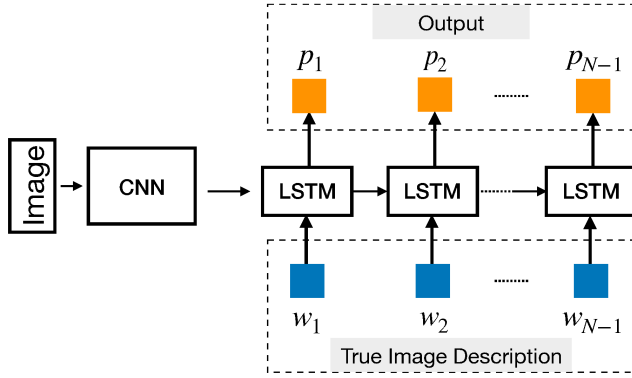 Output
p1 p2 pN−1
Image CNN LSTM LSTM LSTM
w1 w2 wN−1
True Image Description